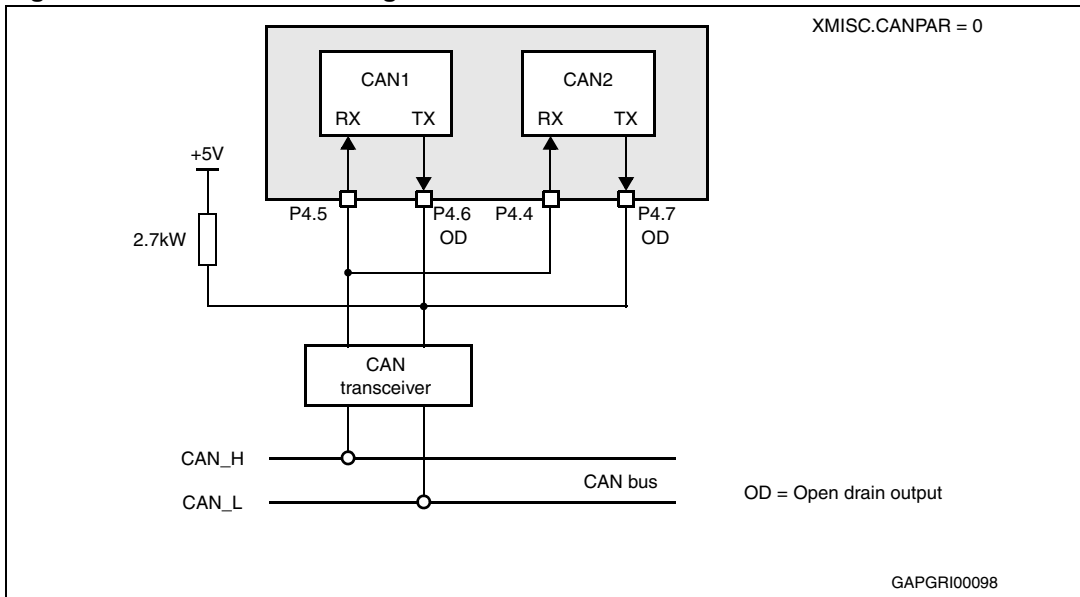 XMISC.CANPAR = 0
CAN1
CAN2
RX TX
RX TX
+5V
P4.5
P4.6
OD
P4.4
P4.7
OD
2.7kW
CAN
transceiver
CAN_H
CAN bus
CAN_L
OD = Open drain output
GAPGRI00098